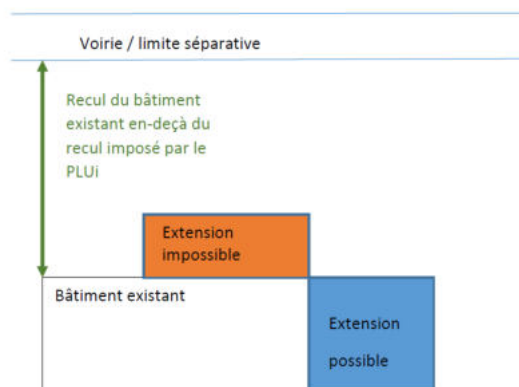 Voirie / limite séparative
Recul du bâtiment
existant en-deçà du
recul imposé par le
PLUi
Extension
impossible
Bâtiment existant
Extension
possible